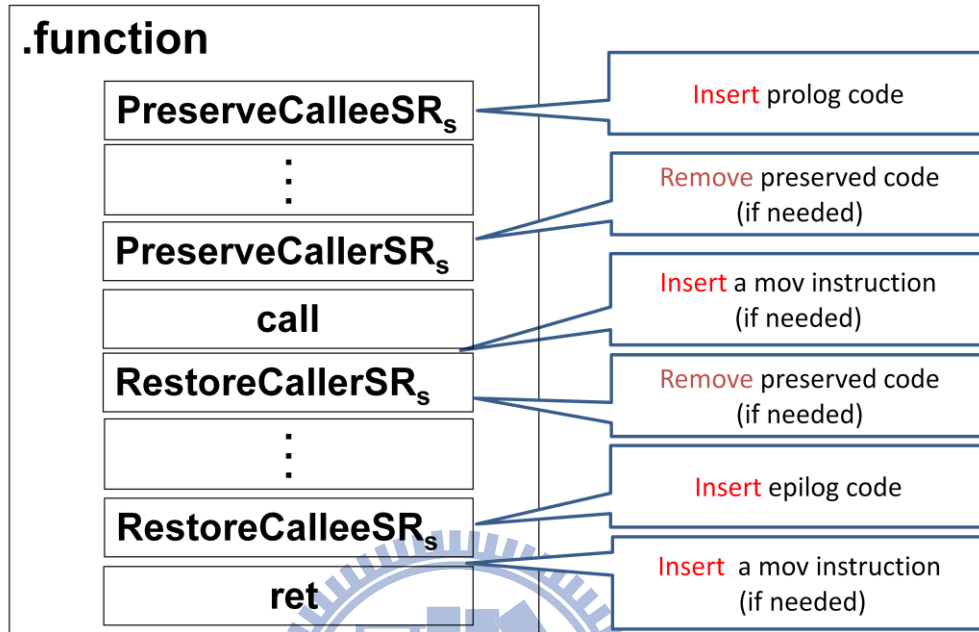 .function
PreserveCalleeSRs
Insert prolog code
⋮
Remove preserved code
(if needed)
PreserveCallerSRs
call
Insert a mov instruction
(if needed)
RestoreCallerSRs
Remove preserved code
(if needed)
⋮
Insert epilog code
RestoreCalleeSRs
ret
Insert a mov instruction
(if needed)